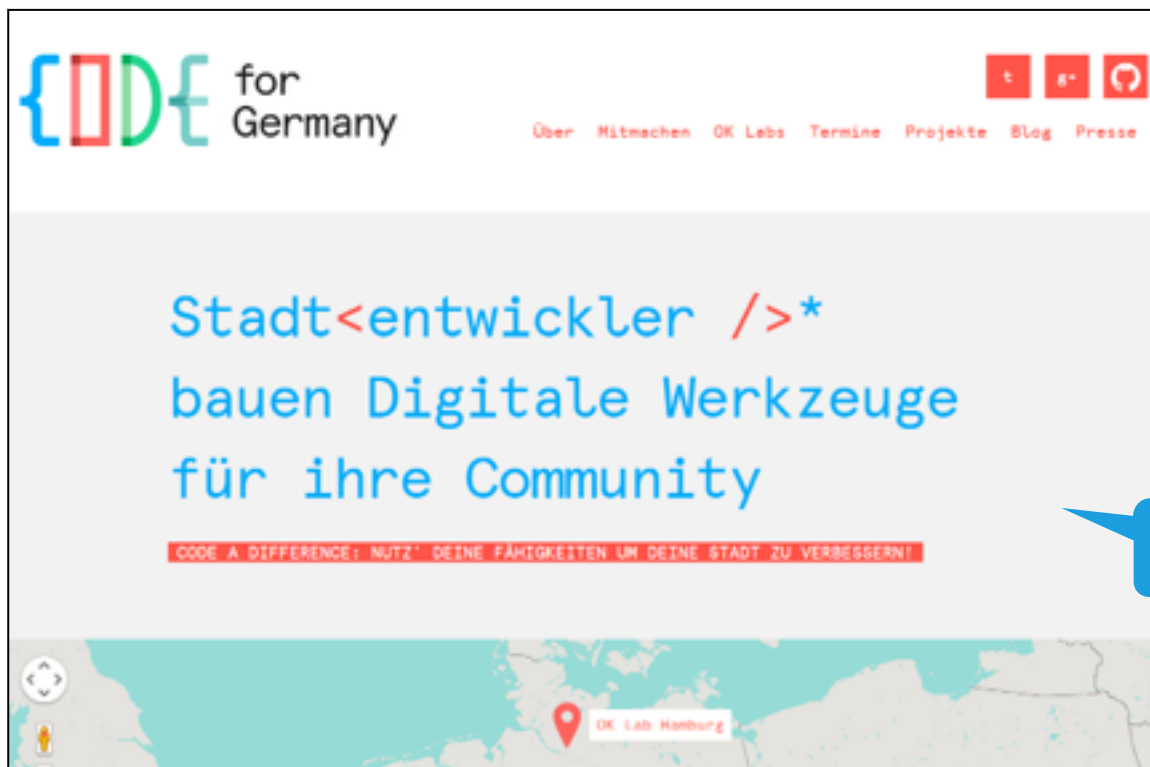 {CODE for
Germany
t g+
Über Mitmachen OK Labs Termine Projekte Blog Presse
Stadt<entwickler />*
bauen Digitale Werkzeuge
für ihre Community
CODE A DIFFERENCE: NUTZ' DEINE FÄHIGKEITEN UM DEINE STADT ZU VERBESSERN!
OK Lab Hamburg